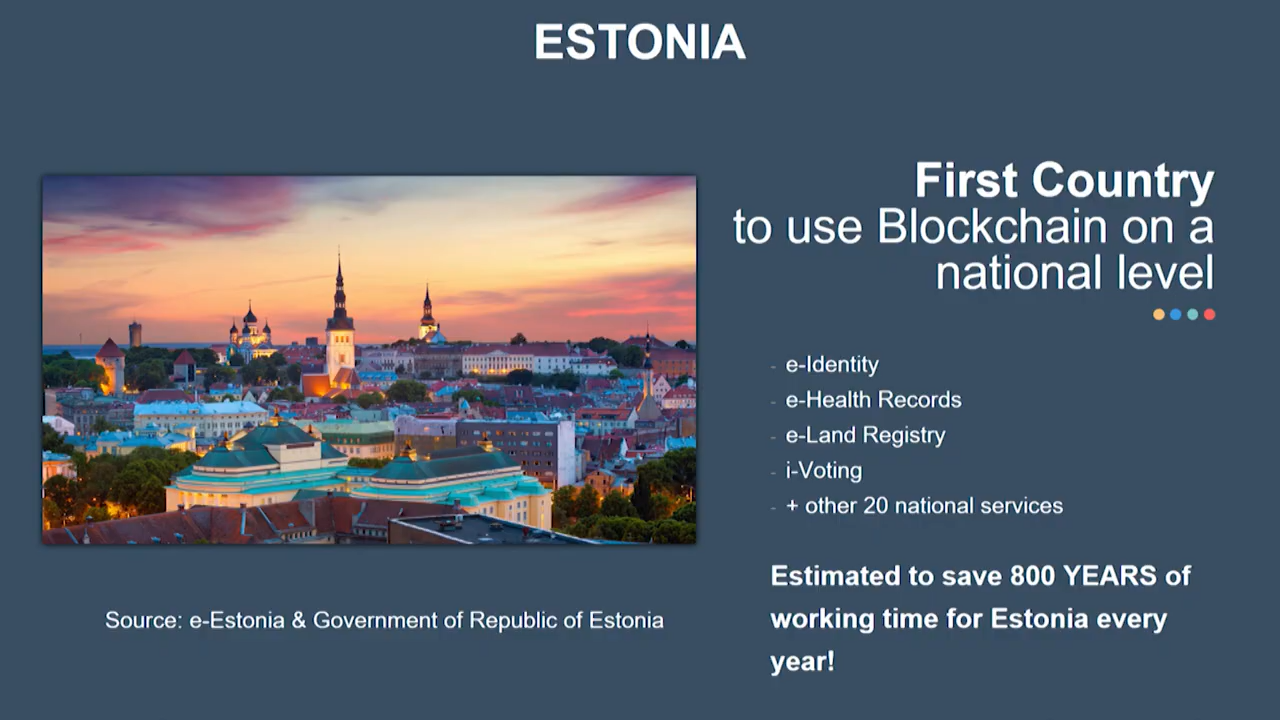 ESTONIA
First Country
to use Blockchain on a
national level
- e-Identity
- e-Health Records
- e-Land Registry
- i-Voting
- + other 20 national services
Estimated to save 800 YEARS of
working time for Estonia every
year!
Source: e-Estonia & Government of Republic of Estonia